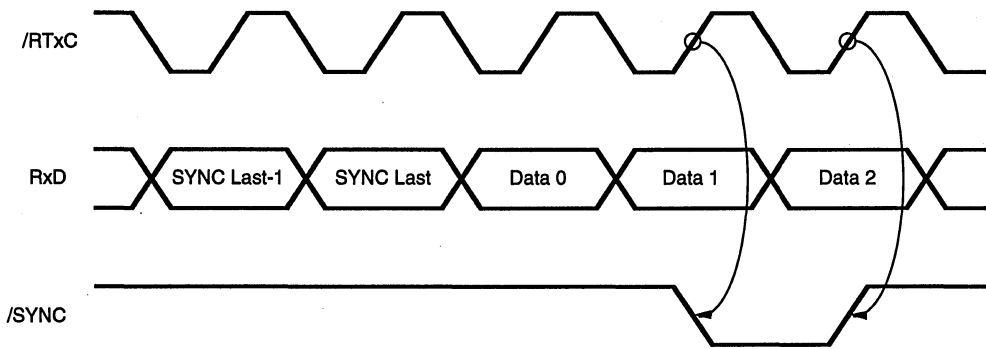 /RTxC
RxD
SYNC Last-1
SYNC Last
Data 0
Data 1
Data 2
/SYNC